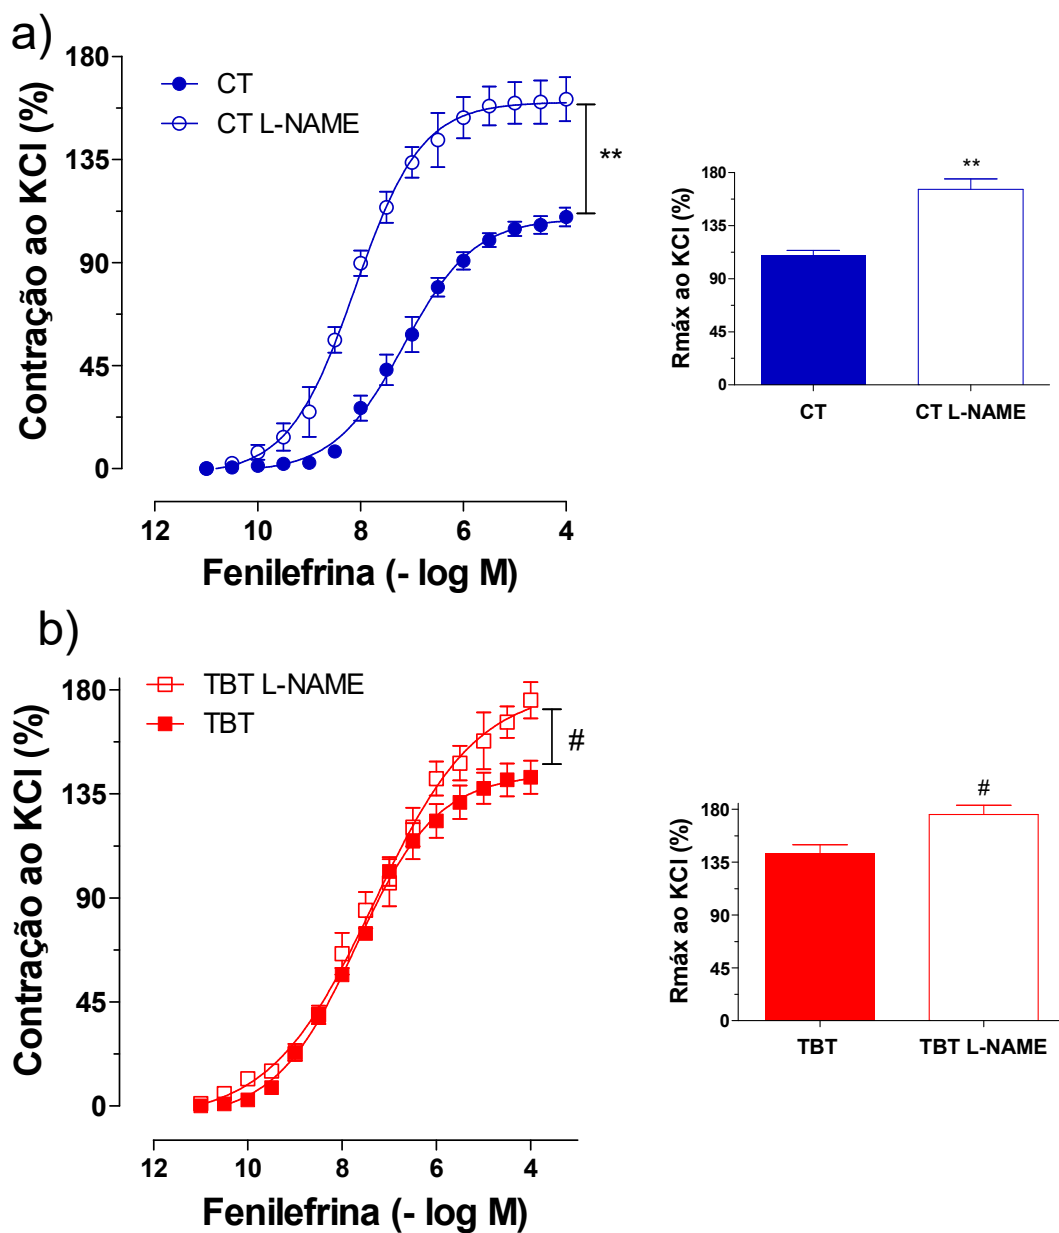 a)
180
135
90
45
0
Contração ao KCl (%)
CT
CT L-NAME
**
12
10
8
6
4
Fenilefrina (- log M)
180
135
90
45
0
Rmáx ao KCl (%)
**
CT
CT L-NAME
b)
180
135
90
45
0
Contração ao KCl (%)
TBT L-NAME
TBT
#
12
10
8
6
4
Fenilefrina (- log M)
180
135
90
45
0
Rmáx ao KCl (%)
#
TBT
TBT L-NAME